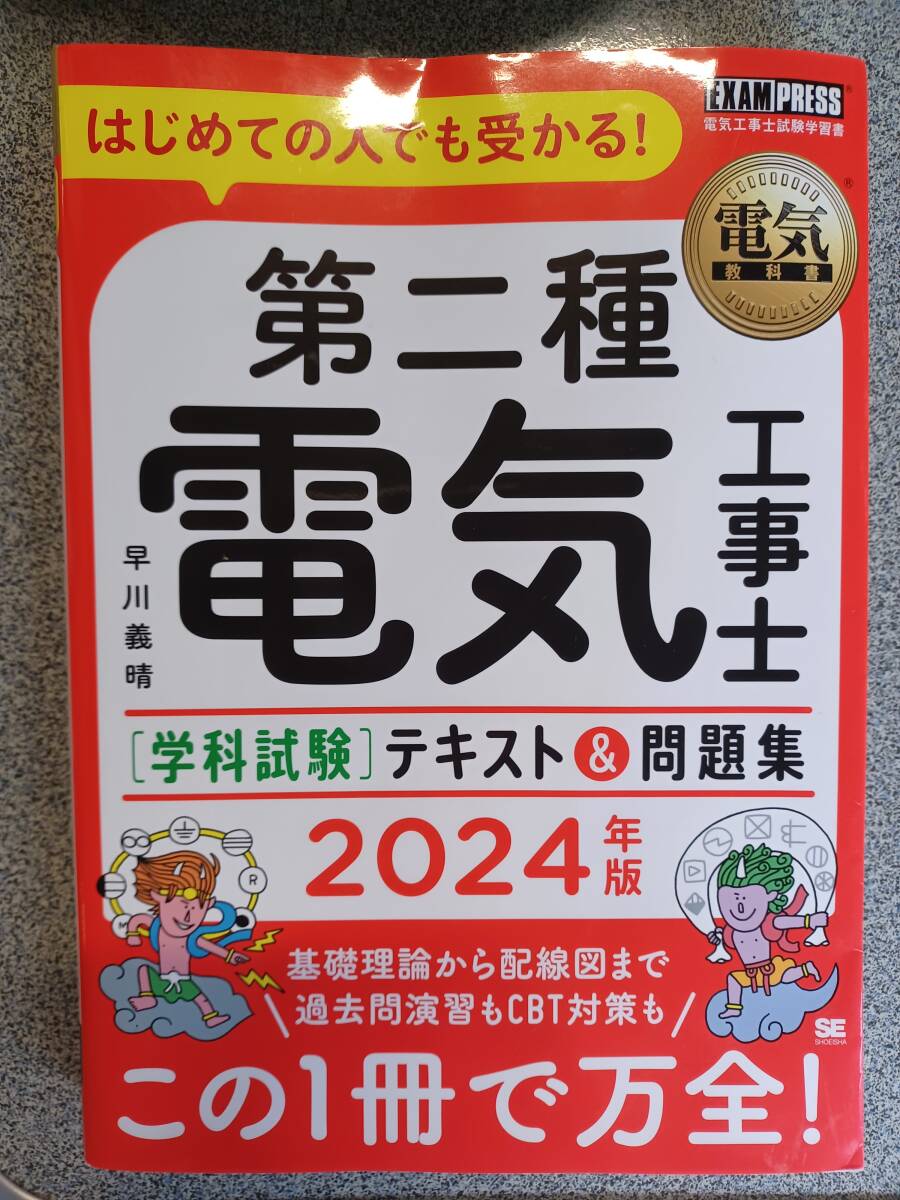 はじめての人でも受かる!
EXAMPRESS®
電気工事士試験学習書
電気®
教科書
第二種
電気
工事士
早川義晴
［学科試験］テキスト&問題集
2024年版
R
M
基礎理論から配線図まで
過去問演習もCBT対策も
この1冊で万全!
SE
SHOEISHA